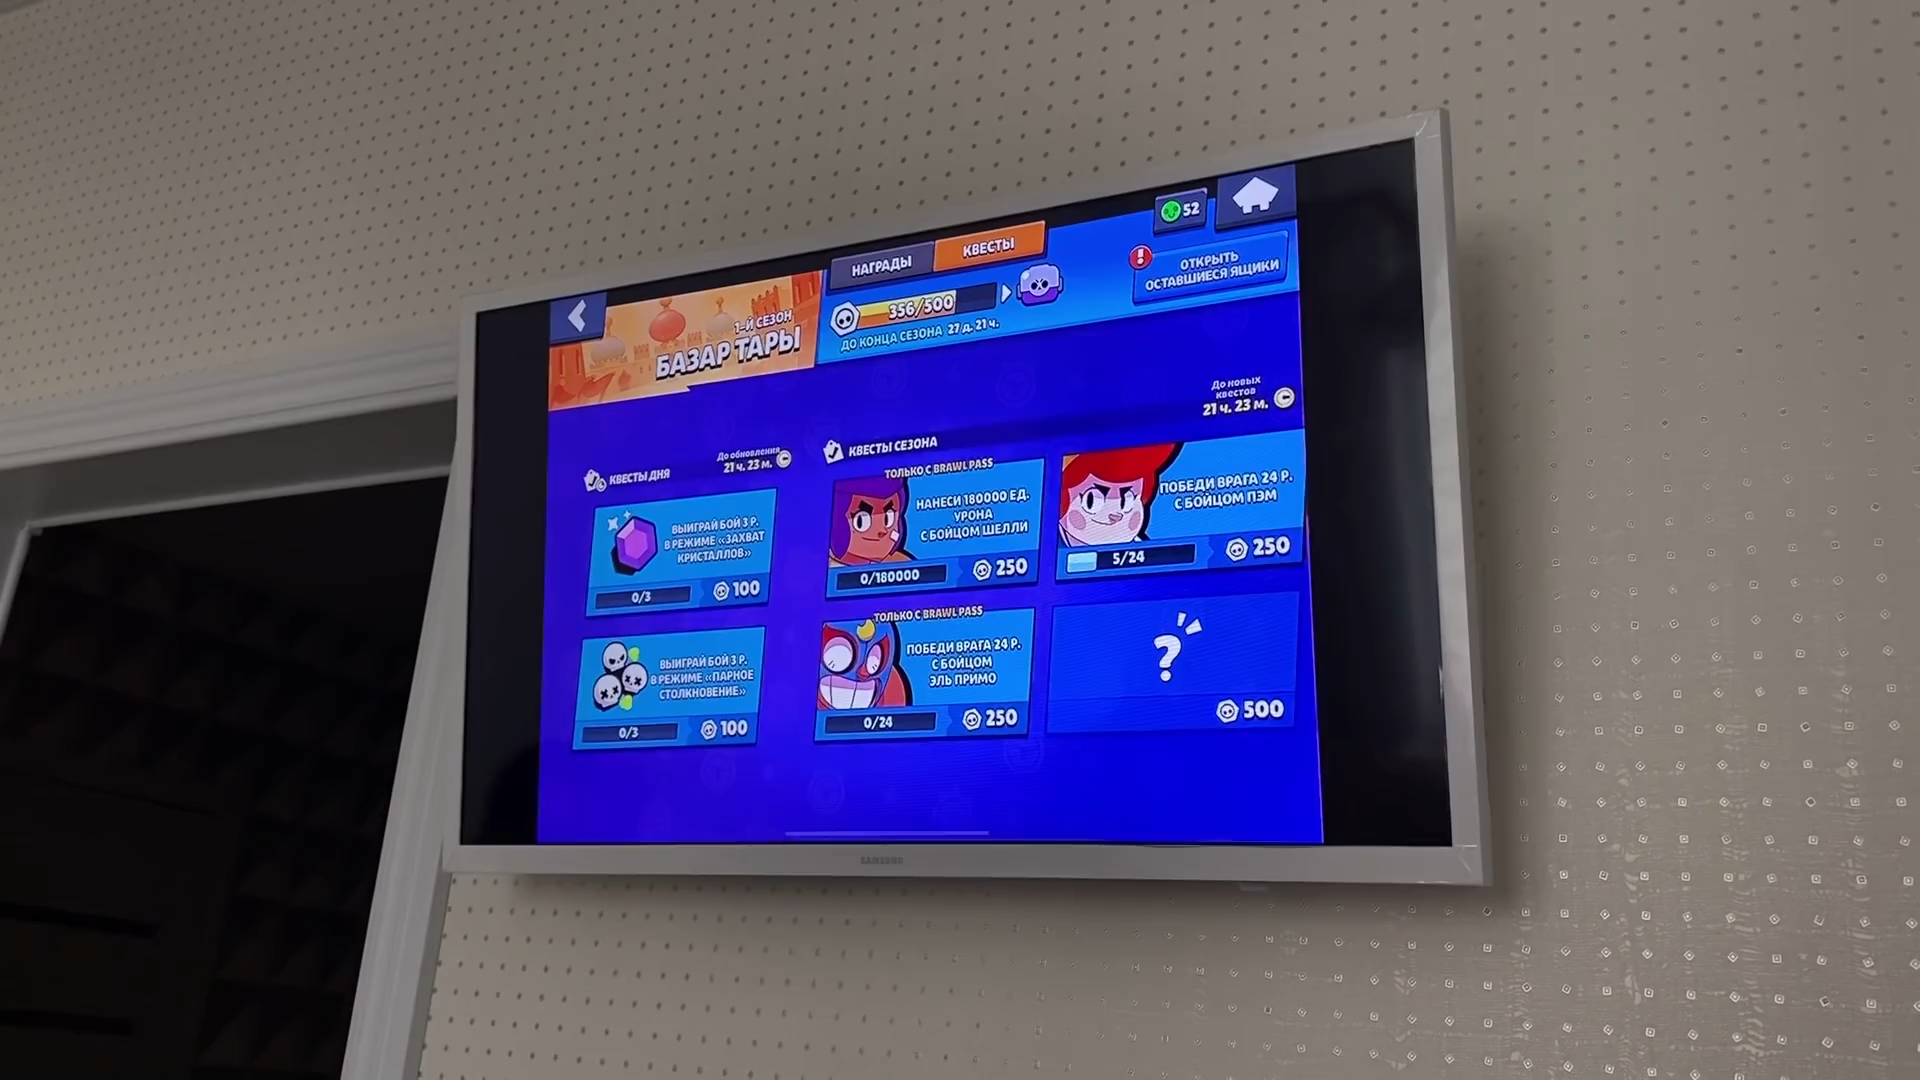 52
НАГРАДЫ
КВЕСТЫ
1-Й СЕЗОН
БАЗАР ТАРЫ
356/500
ДО КОНЦА СЕЗОНА 27 д. 21 ч.
!
ОТКРЫТЬ
ОСТАВШИЕСЯ ЯЩИКИ
До новых
квестов
21 ч. 23 м.
КВЕСТЫ ДНЯ
До обновления
21 ч. 23 м.
ВЫИГРАЙ БОЙ 3 Р.
В РЕЖИМЕ «ЗАХВАТ
КРИСТАЛЛОВ»
0/3
100
ВЫИГРАЙ БОЙ 3 Р.
В РЕЖИМЕ «ПАРНОЕ
СТОЛКНОВЕНИЕ»
0/3
100
КВЕСТЫ СЕЗОНА
ТОЛЬКО С BRAWL PASS
НАНЕСИ 180000 ЕД.
УРОНА
С БОЙЦОМ ШЕЛЛИ
0/180000
250
ПОБЕДИ ВРАГА 24 Р.
С БОЙЦОМ ПЭМ
5/24
250
ТОЛЬКО С BRAWL PASS
ПОБЕДИ ВРАГА 24 Р.
С БОЙЦОМ
ЭЛЬ ПРИМО
0/24
250
?
500
SAMSUNG